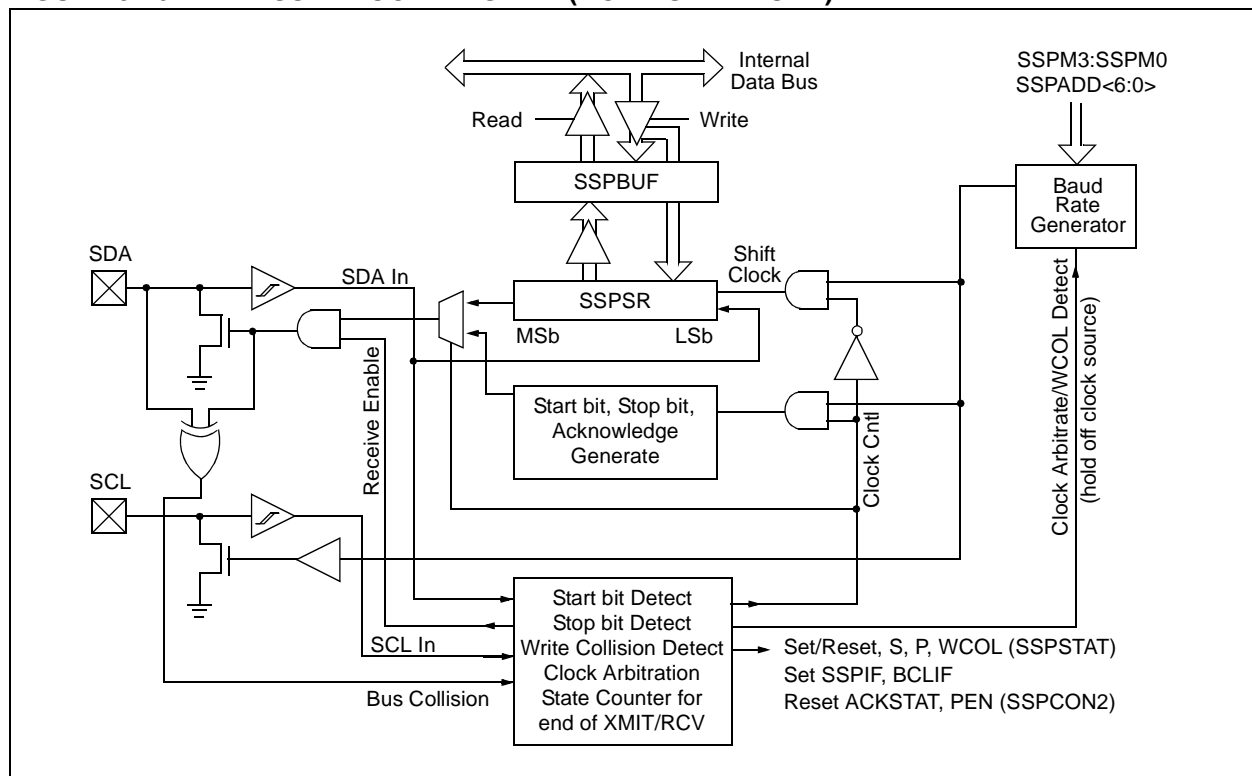 Internal
Data Bus
SSPM3:SSPM0
SSPADD<6:0>
Read
Write
SSPBUF
Baud
Rate
Generator
SDA
SDA In
Shift
Clock
SSPSR
MSb
LSb
Receive Enable
Start bit, Stop bit,
Acknowledge
Generate
Clock Cntl
Clock Arbitrate/WCOL Detect
(hold off clock source)
SCL
SCL In
Bus Collision
Start bit Detect
Stop bit Detect
Write Collision Detect
Clock Arbitration
State Counter for
end of XMIT/RCV
Set/Reset, S, P, WCOL (SSPSTAT)
Set SSPIF, BCLIF
Reset ACKSTAT, PEN (SSPCON2)